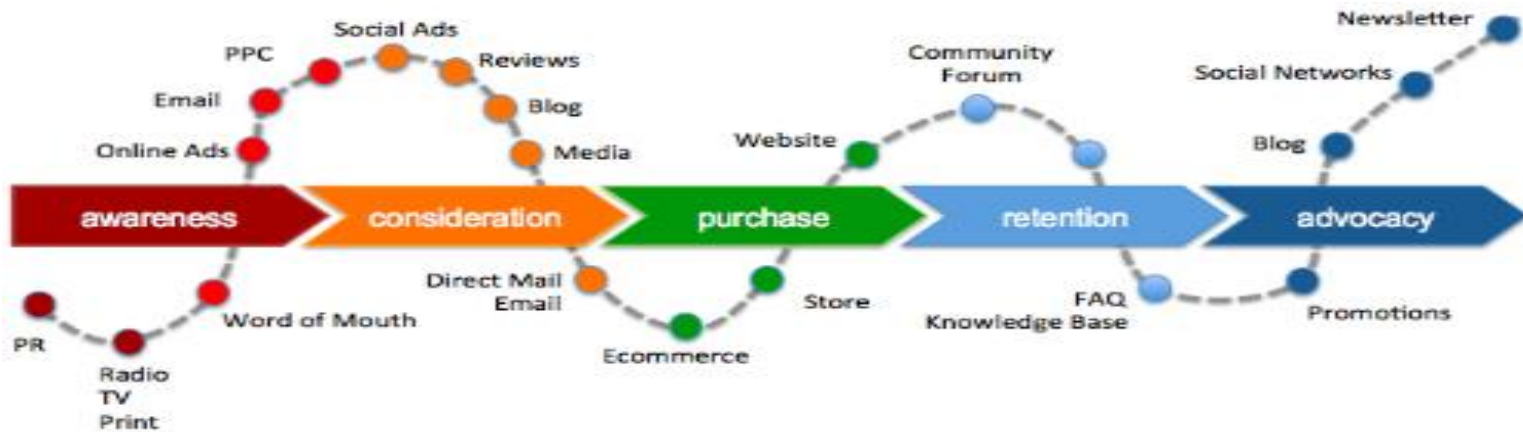 Newsletter
Social Ads
PPC
Reviews
Community
Forum
Social Networks
Email
Blog
Online Ads
Media
Website
Blog
awareness
consideration
purchase
retention
advocacy
Direct Mail
Email
Store
FAQ
Knowledge Base
Promotions
PR
Word of Mouth
Ecommerce
Radio
TV
Print